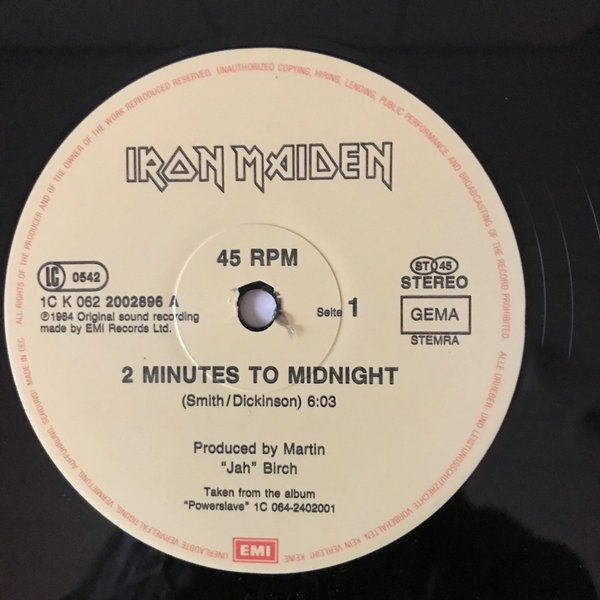 IRON MAIDEN
45 RPM
LC 0542
1C K 062 2002896 A
℗1984 Original sound recording
made by EMI Records Ltd.
Seite 1
ST 45
STEREO
GEMA
STEMRA
2 MINUTES TO MIDNIGHT
(Smith/Dickinson) 6:03
Produced by Martin
"Jah" Birch
Taken from the album
"Powerslave" 1C 064-2402001
EMI
ALL RIGHTS OF THE PRODUCER AND OF THE OWNER OF THE WORK REPRODUCED RESERVED. UNAUTHORIZED COPYING, HIRING, LENDING, PUBLIC PERFORMANCE AND BROADCASTING OF THE RECORD PROHIBITED. ALLE URHEBER- UND LEISTUNGSSCHUTZRECHTE VORBEHALTEN. KEIN VERLEIH! KEINE UNERLAUBTE VERVIELFÄLTIGUNG, VERMIETUNG, AUFFÜHRUNG, SENDUNG! MADE IN EEC.